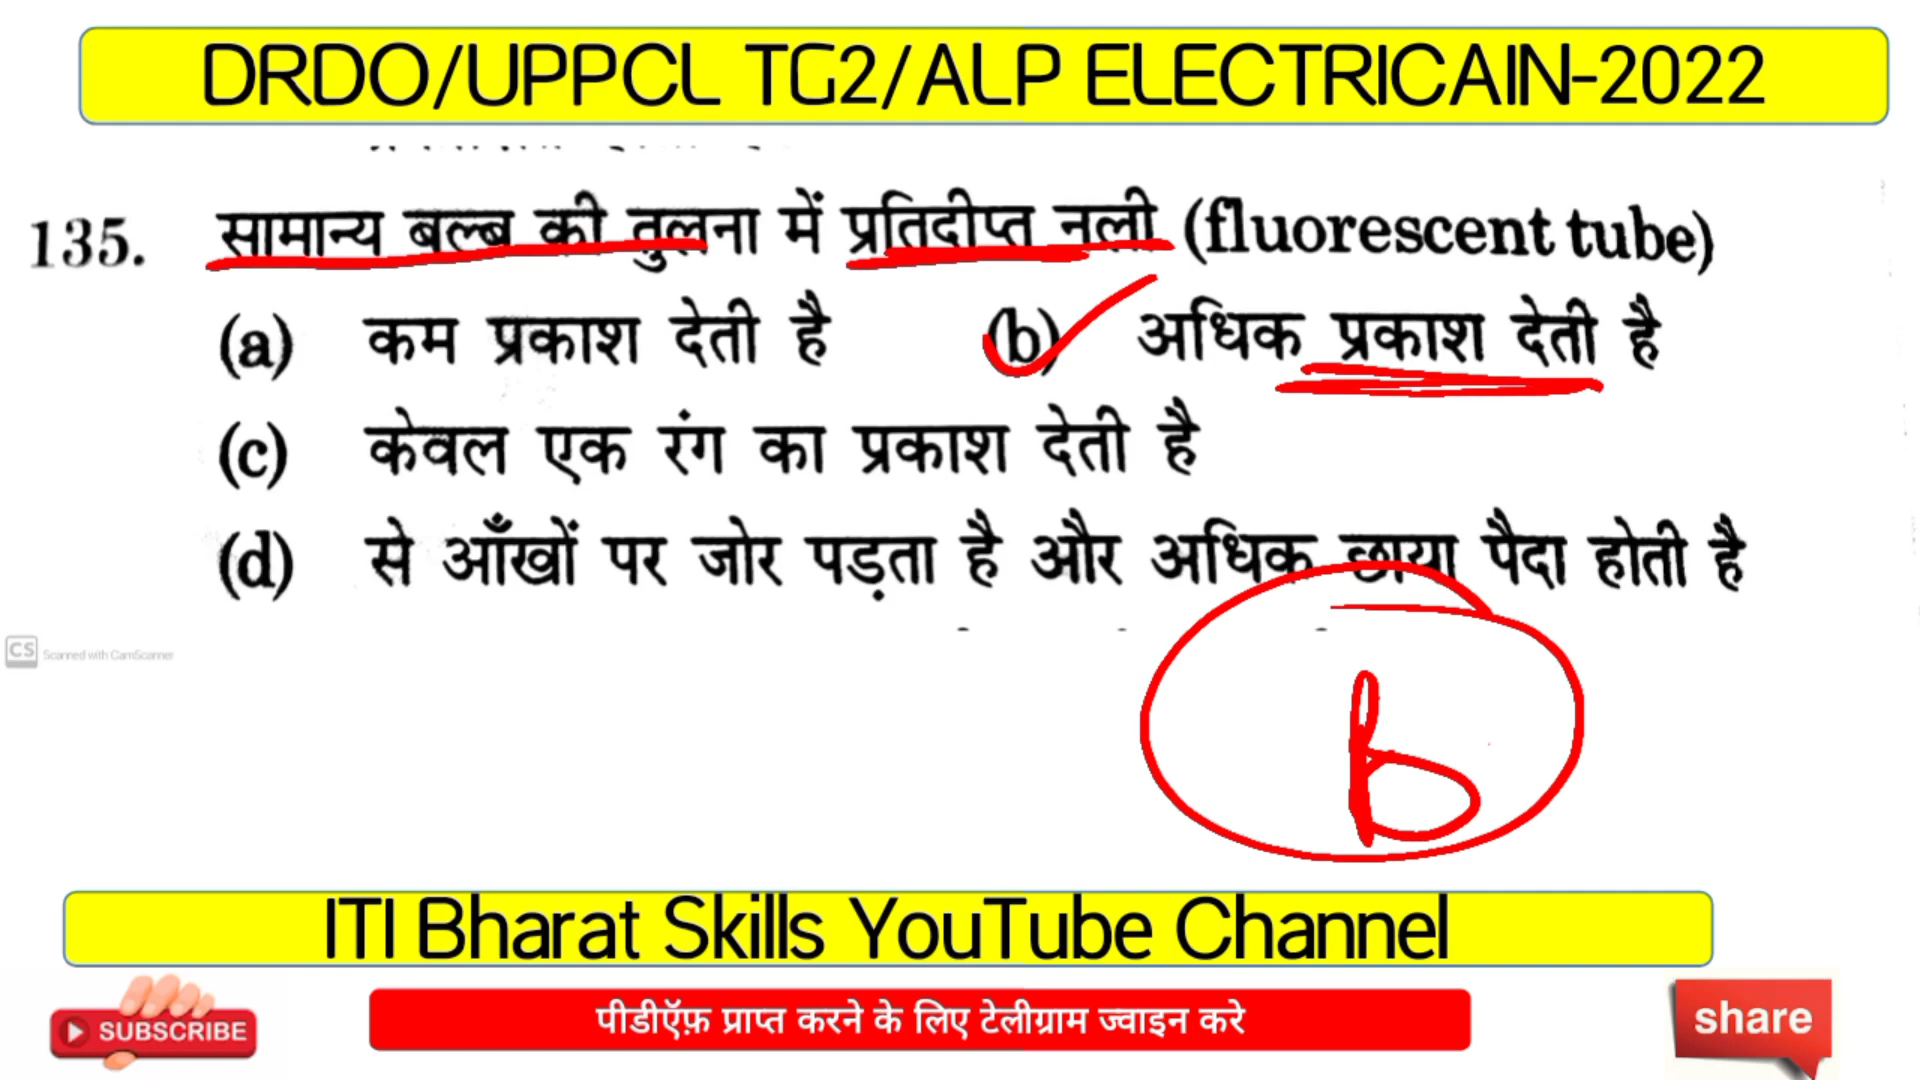 DRDO/UPPCL TG2/ALP ELECTRICAIN-2022
135. सामान्य बल्ब की तुलना में प्रतिदीप्त नली (fluorescent tube)
(a) कम प्रकाश देती है (b) अधिक प्रकाश देती है
(c) केवल एक रंग का प्रकाश देती है
(d) से आँखों पर जोर पड़ता है और अधिक छाया पैदा होती है
CS Scanned with CamScanner
b
ITI Bharat Skills YouTube Channel
SUBSCRIBE
पीडीऍफ़ प्राप्त करने के लिए टेलीग्राम ज्वाइन करे
share